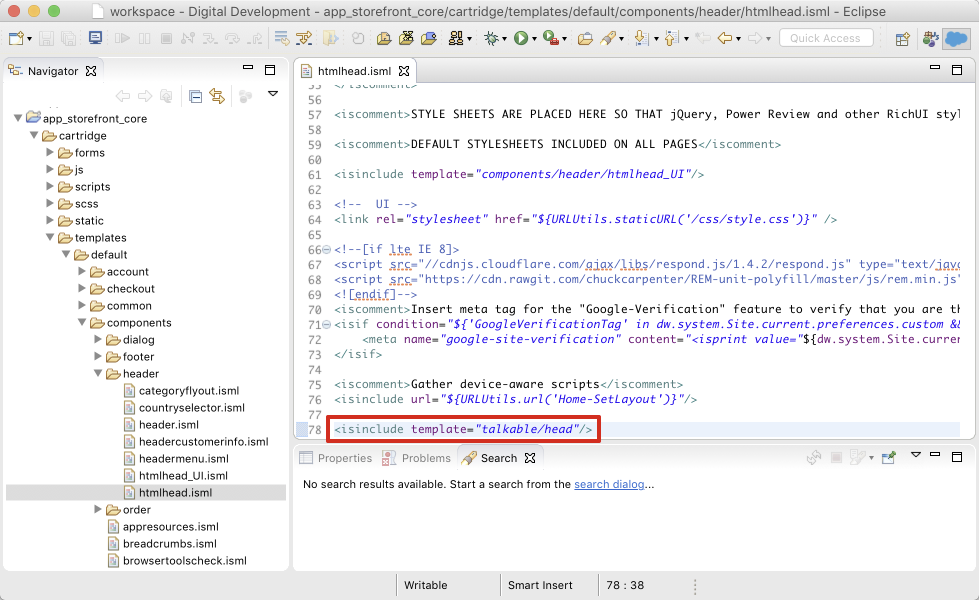 workspace - Digital Development - app_storefront_core/cartridge/templates/default/components/header/htmlhead.isml - Eclipse
Quick Access
Navigator
app_storefront_core
cartridge
forms
js
scripts
scss
static
templates
default
account
checkout
common
components
dialog
footer
header
categoryflyout.isml
countryselector.isml
header.isml
headercustomerinfo.isml
headermenu.isml
htmlhead_UI.isml
htmlhead.isml
order
appresources.isml
breadcrumbs.isml
browsertoolscheck.isml
htmlhead.isml
55 </iscomment>
56
57 <iscomment>STYLE SHEETS ARE PLACED HERE SO THAT jQuery, Power Review and other RichUI styl
58
59 <iscomment>DEFAULT STYLESHEETS INCLUDED ON ALL PAGES</iscomment>
60
61 <isinclude template="components/header/htmlhead_UI"/>
62
63 <!-- UI -->
64 <link rel="stylesheet" href="${URLUtils.staticURL('/css/style.css')}" />
65
66 <!--[if lte IE 8]>
67 <script src="//cdnjs.cloudflare.com/ajax/libs/respond.js/1.4.2/respond.js" type="text/java
68 <script src="https://cdn.rawgit.com/chuckcarpenter/REM-unit-polyfill/master/js/rem.min.js"
69 <![endif]-->
70 <iscomment>Insert meta tag for the "Google-Verification" feature to verify that you are th
71 <isif condition="${'GoogleVerificationTag' in dw.system.Site.current.preferences.custom &&
72 <meta name="google-site-verification" content="<isprint value="${dw.system.Site.currer
73 </isif>
74
75 <iscomment>Gather device-aware scripts</iscomment>
76 <isinclude url="${URLUtils.url('Home-SetLayout')}"/>
77
78 <isinclude template="talkable/head"/>
Properties
Problems
Search
No search results available. Start a search from the search dialog...
Writable
Smart Insert
78 : 38